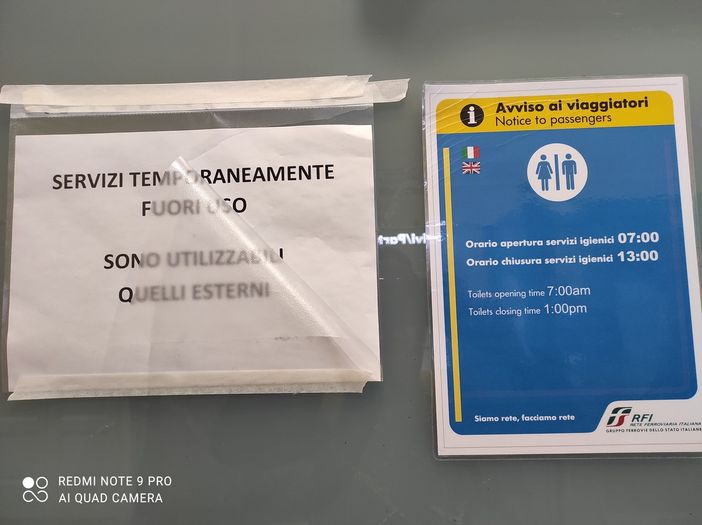 SERVIZI TEMPORANEAMENTE
FUORI USO
SONO UTILIZZABILI
QUELLI ESTERNI
i
Avviso ai viaggiatori
Notice to passengers
Orario apertura servizi igienici 07:00
Orario chiusura servizi igienici 13:00
Toilets opening time 7:00am
Toilets closing time 1:00pm
Siamo rete, facciamo rete
RFI
RETE FERROVIARIA ITALIANA
GRUPPO FERROVIE DELLO STATO ITALIANE
REDMI NOTE 9 PRO
AI QUAD CAMERA